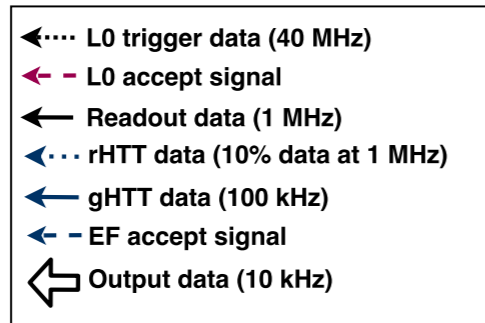 L0 trigger data (40 MHz)
L0 accept signal
Readout data (1 MHz)
rHTT data (10% data at 1 MHz)
gHTT data (100 kHz)
EF accept signal
Output data (10 kHz)